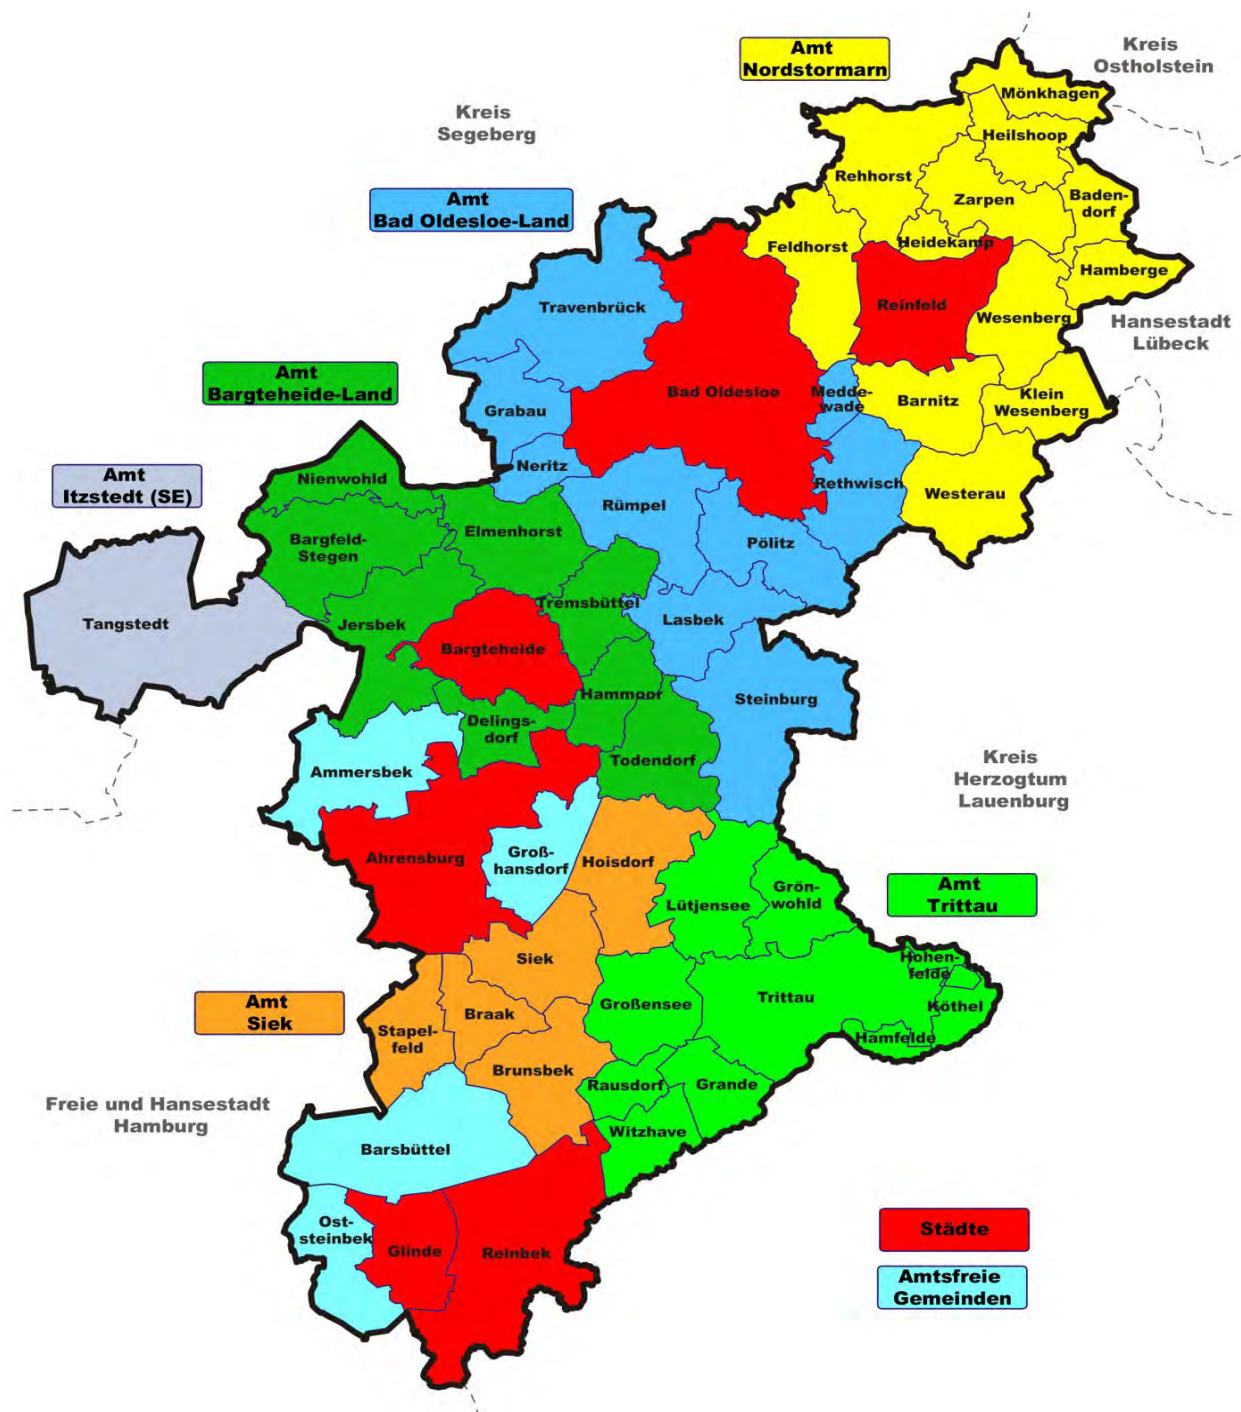 Amt
Nordstormarn
Kreis
Ostholstein
Mönkhagen
Kreis
Segeberg
Heilshoop
Rehhorst
Zarpen
Baden-
dorf
Amt
Bad Oldesloe-Land
Feldhorst
Heidekamp
Hamberge
Travenbrück
Reinfeld
Wesenberg
Hansestadt
Lübeck
Amt
Bargteheide-Land
Grabau
Bad Oldesloe
Medde-
wade
Barnitz
Klein
Wesenberg
Neritz
Amt
Itzstedt (SE)
Nienwohld
Rümpel
Rethwisch
Westerau
Bargfeld-
Stegen
Elmenhorst
Pölitz
Tangstedt
Jersbek
Tremsbüttel
Lasbek
Bargteheide
Hammoor
Steinburg
Delings-
dorf
Ammersbek
Todendorf
Kreis
Herzogtum
Lauenburg
Ahrensburg
Groß-
hansdorf
Hoisdorf
Lütjensee
Grön-
wohld
Amt
Trittau
Siek
Hohen-
felde
Amt
Siek
Stapel-
feld
Braak
Großensee
Trittau
Köthel
Hamfelde
Brunsbek
Rausdorf
Grande
Freie und Hansestadt
Hamburg
Barsbüttel
Witzhave
Ost-
steinbek
Glinde
Reinbek
Städte
Amtsfreie
Gemeinden